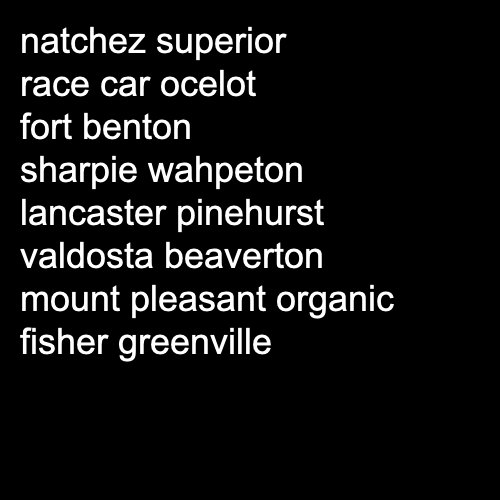 natchez superior
race car ocelot
fort benton
sharpie wahpeton
lancaster pinehurst
valdosta beaverton
mount pleasant organic
fisher greenville